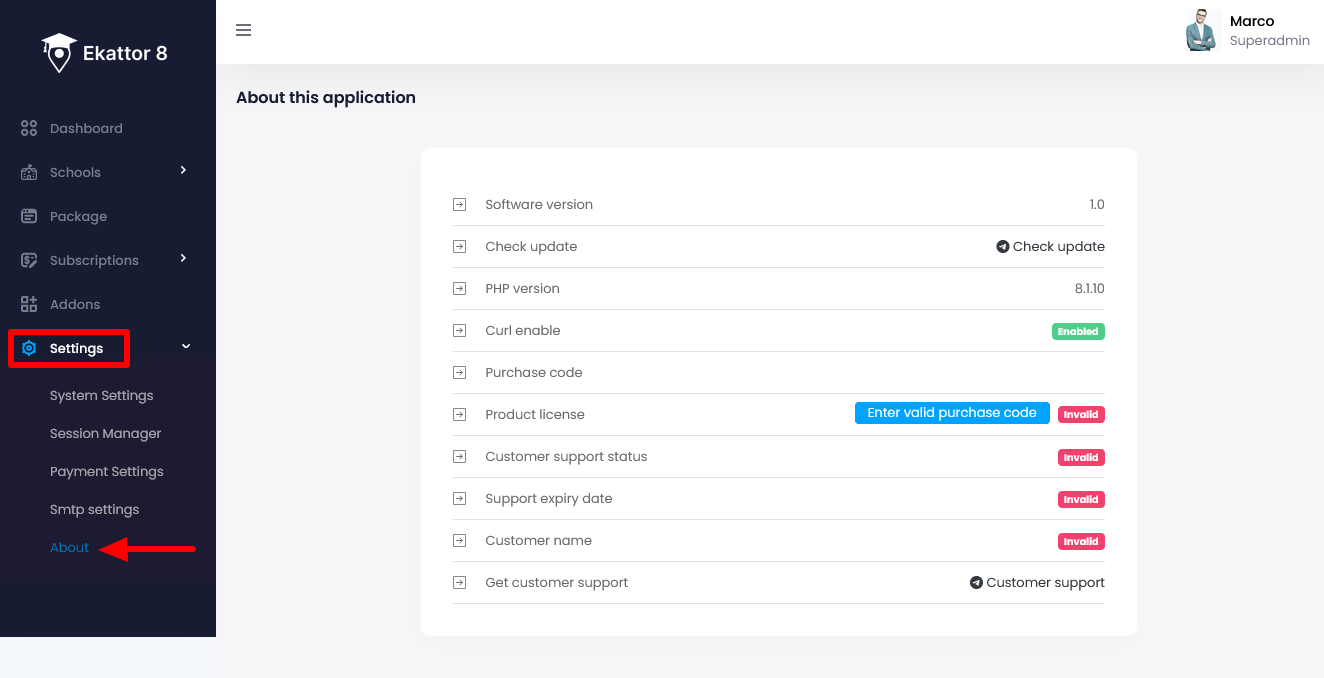 Ekattor 8
Marco
Superadmin
About this application
Dashboard
Schools
Package
Subscriptions
Addons
Settings
System Settings
Session Manager
Payment Settings
Smtp settings
About
Software version 1.0
Check update Check update
PHP version 8.1.10
Curl enable Enabled
Purchase code
Product license Enter valid purchase code Invalid
Customer support status Invalid
Support expiry date Invalid
Customer name Invalid
Get customer support Customer support